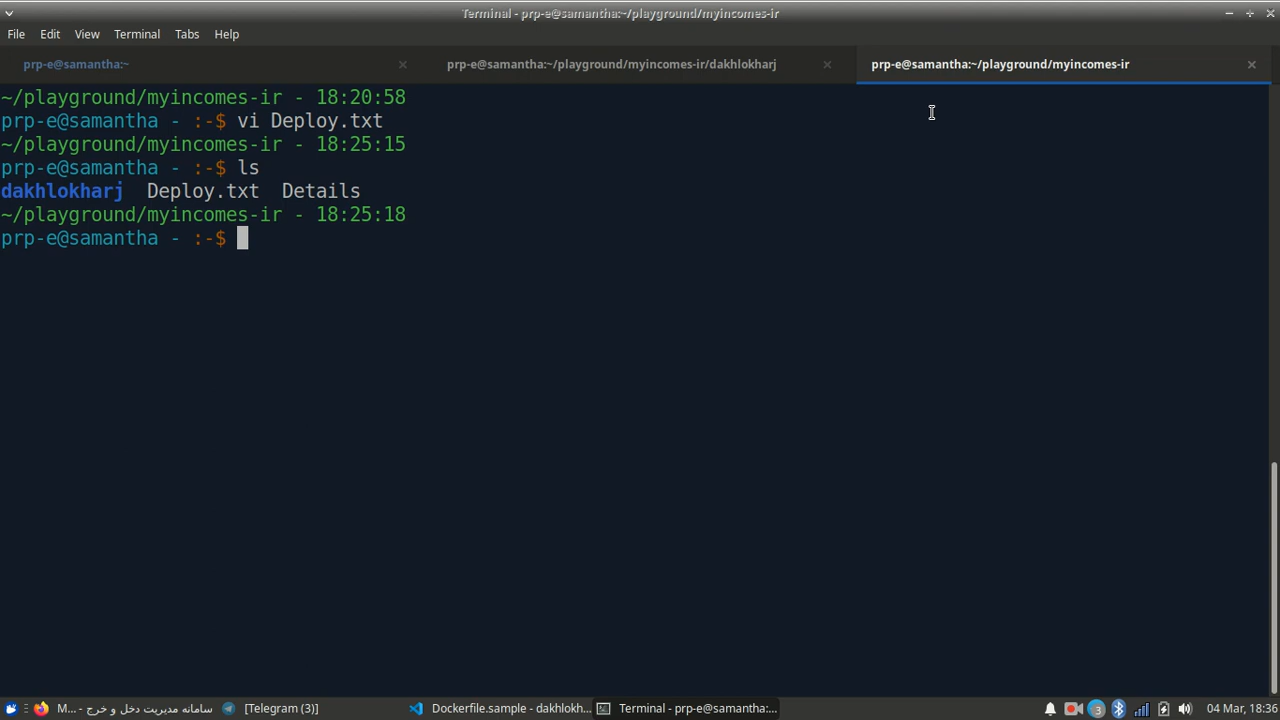 Terminal - prp-e@samantha:~/playground/myincomes-ir
File Edit View Terminal Tabs Help
prp-e@samantha:~
prp-e@samantha:~/playground/myincomes-ir/dakhlokharj
prp-e@samantha:~/playground/myincomes-ir
~/playground/myincomes-ir - 18:20:58
prp-e@samantha - :-$ vi Deploy.txt
~/playground/myincomes-ir - 18:25:15
prp-e@samantha - :-$ ls
dakhlokharj Deploy.txt Details
~/playground/myincomes-ir - 18:25:18
prp-e@samantha - :-$
سامانه مدیریت دخل و خرج - M...
[Telegram (3)]
Dockerfile.sample - dakhlokh...
Terminal - prp-e@samantha:...
3
04 Mar, 18:36